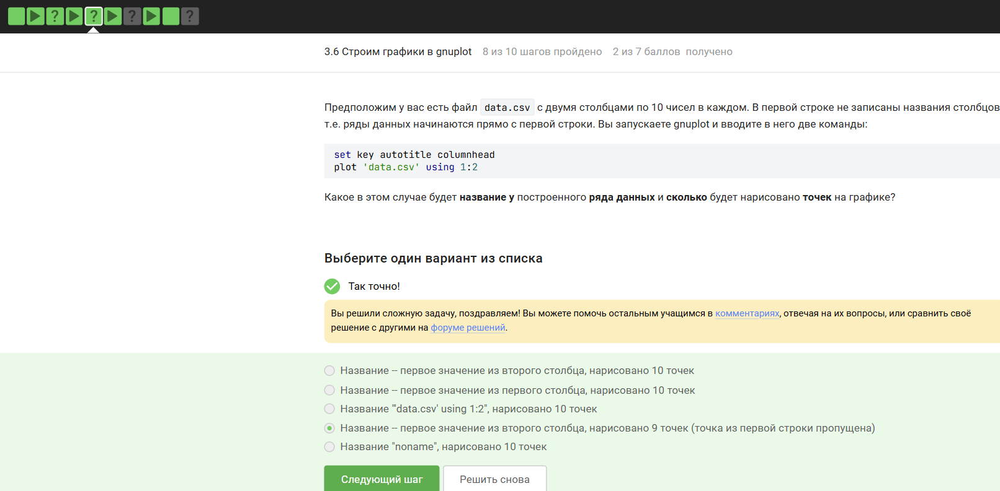 ? ? ? ?
3.6 Строим графики в gnuplot 8 из 10 шагов пройдено 2 из 7 баллов получено
Предположим у вас есть файл data.csv с двумя столбцами по 10 чисел в каждом. В первой строке не записаны названия столбцов
т.е. ряды данных начинаются прямо с первой строки. Вы запускаете gnuplot и вводите в него две команды:
set key autotitle columnhead
plot 'data.csv' using 1:2
Какое в этом случае будет название у построенного ряда данных и сколько будет нарисовано точек на графике?
Выберите один вариант из списка
Так точно!
Вы решили сложную задачу, поздравляем! Вы можете помочь остальным учащимся в комментариях, отвечая на их вопросы, или сравнить своё
решение с другими на форуме решений.
Название -- первое значение из второго столбца, нарисовано 10 точек
Название -- первое значение из первого столбца, нарисовано 10 точек
Название "'data.csv' using 1:2", нарисовано 10 точек
Название -- первое значение из второго столбца, нарисовано 9 точек (точка из первой строки пропущена)
Название "noname", нарисовано 10 точек
Следующий шаг Решить снова